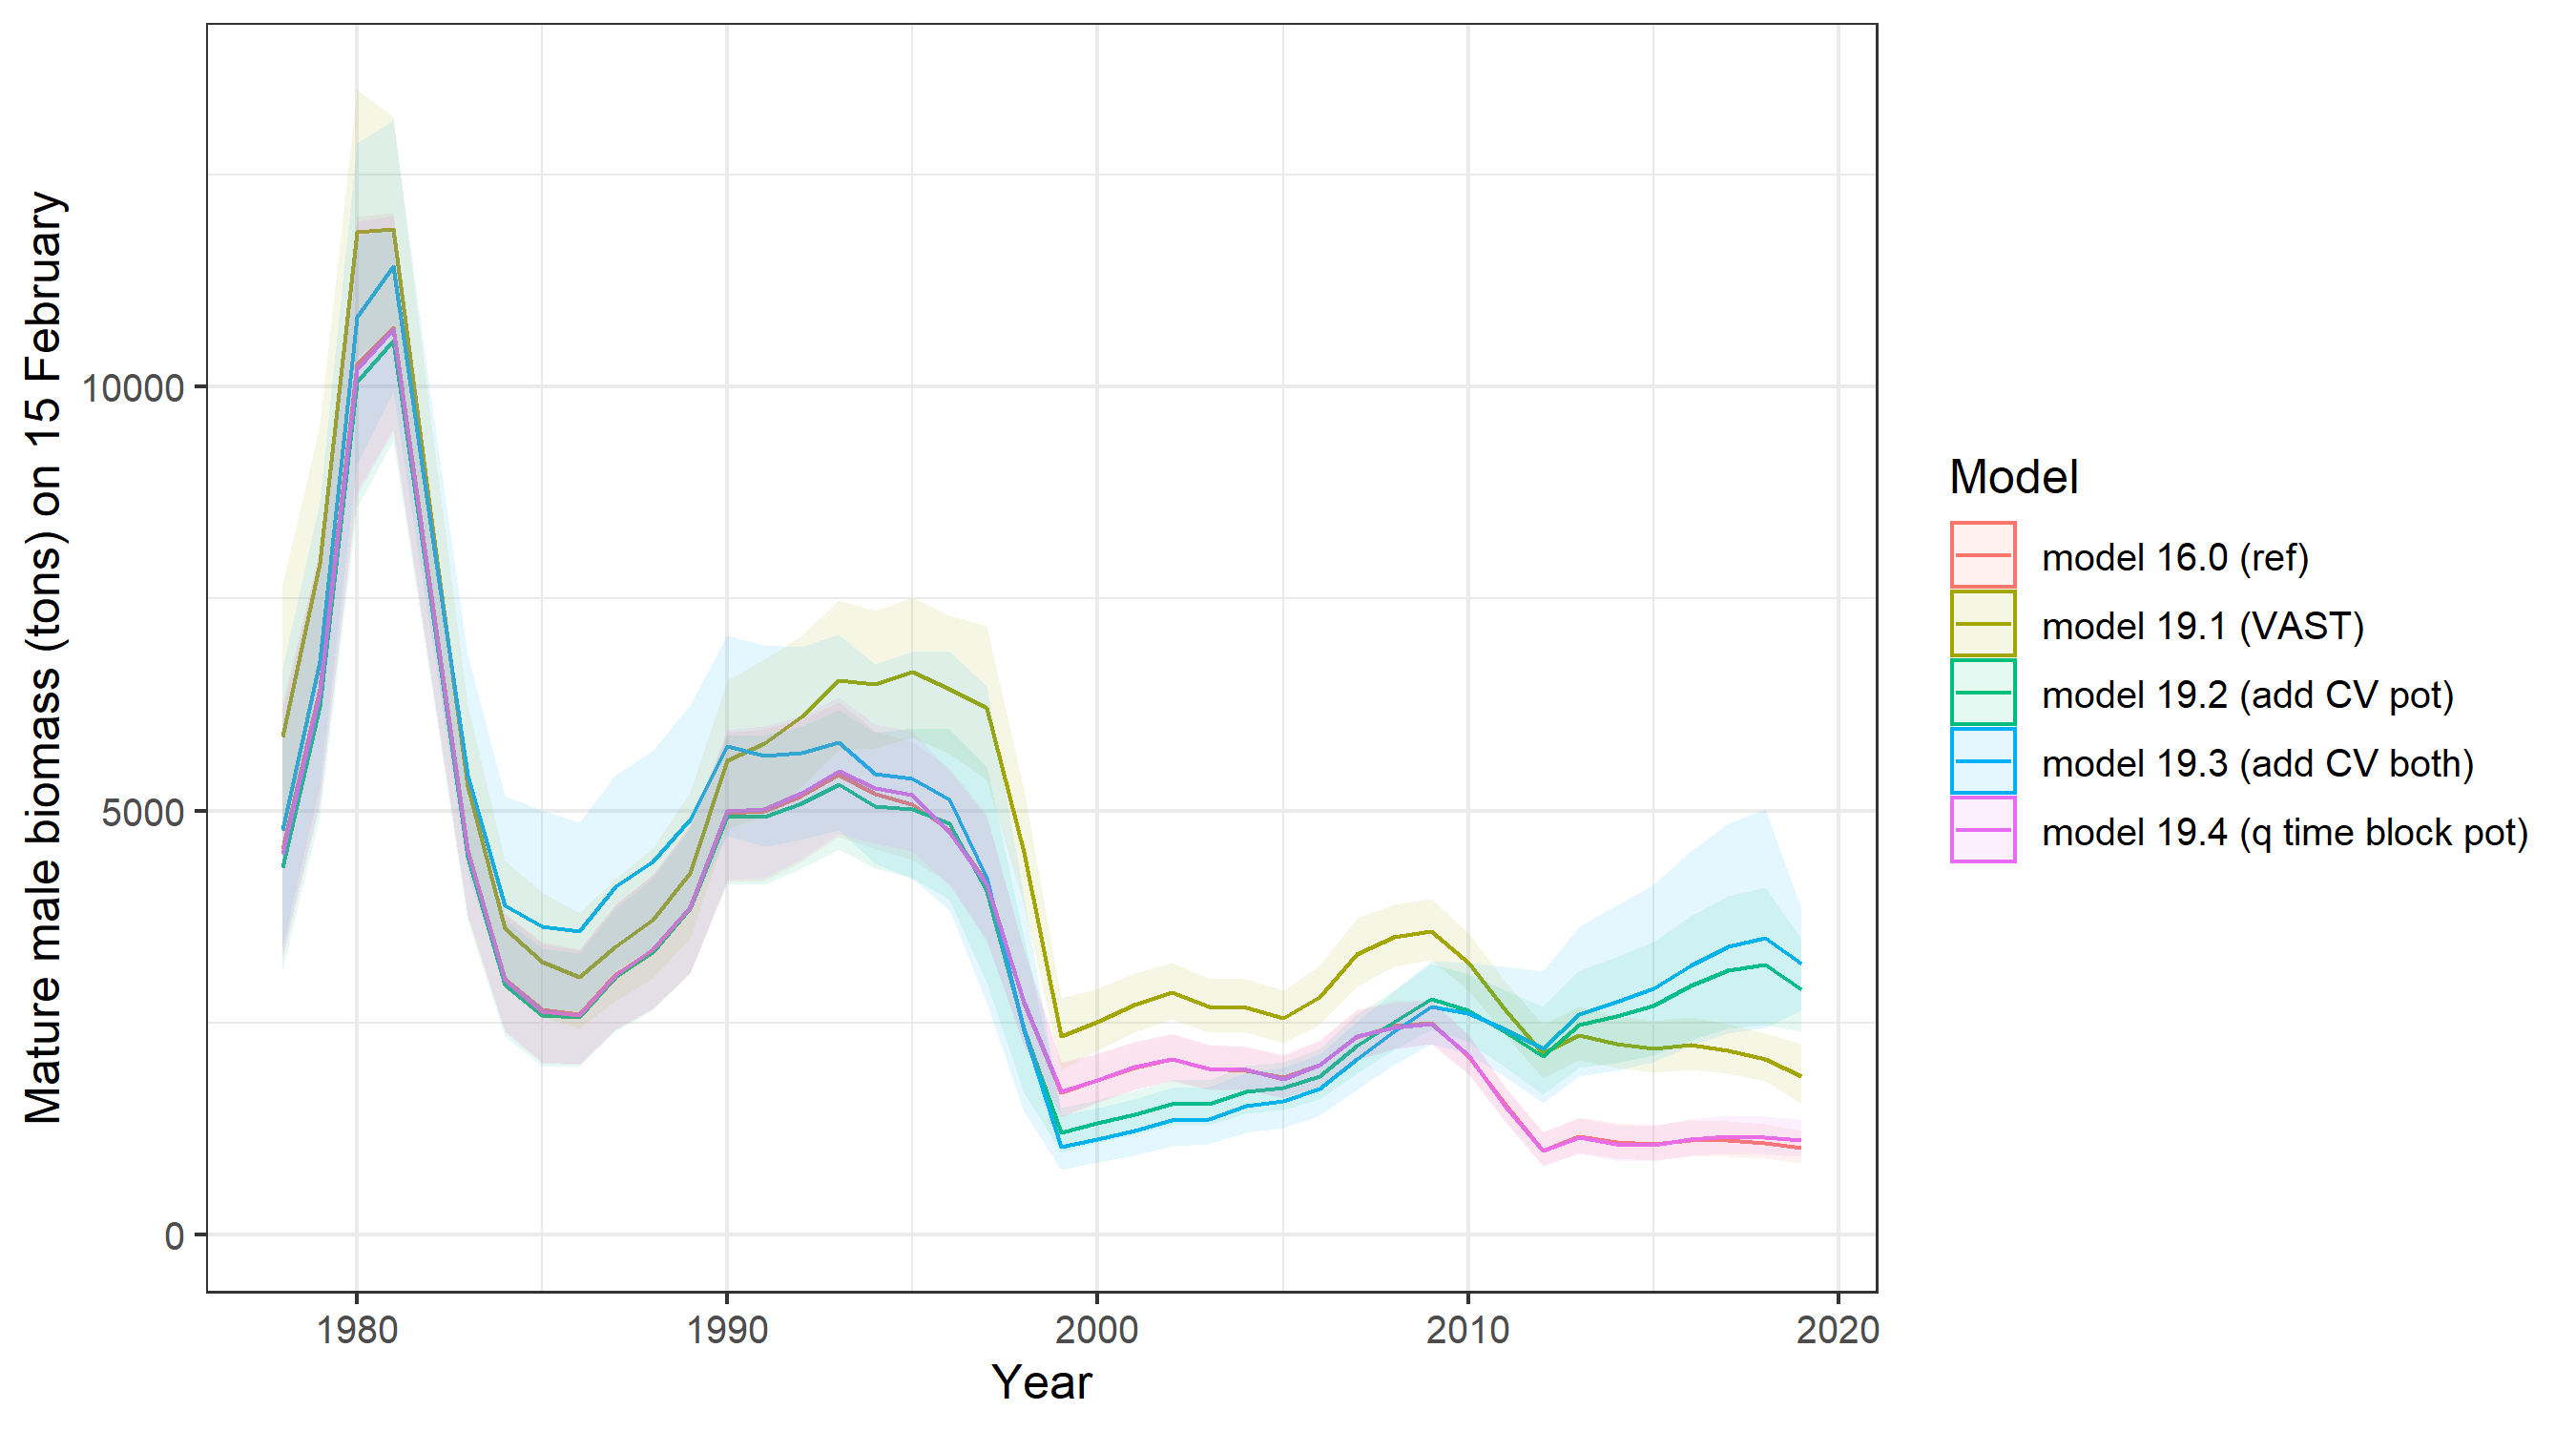 Mature male biomass (tons) on 15 February
10000
5000
0
1980
1990
2000
2010
2020
Year
Model
model 16.0 (ref)
model 19.1 (VAST)
model 19.2 (add CV pot)
model 19.3 (add CV both)
model 19.4 (q time block pot)